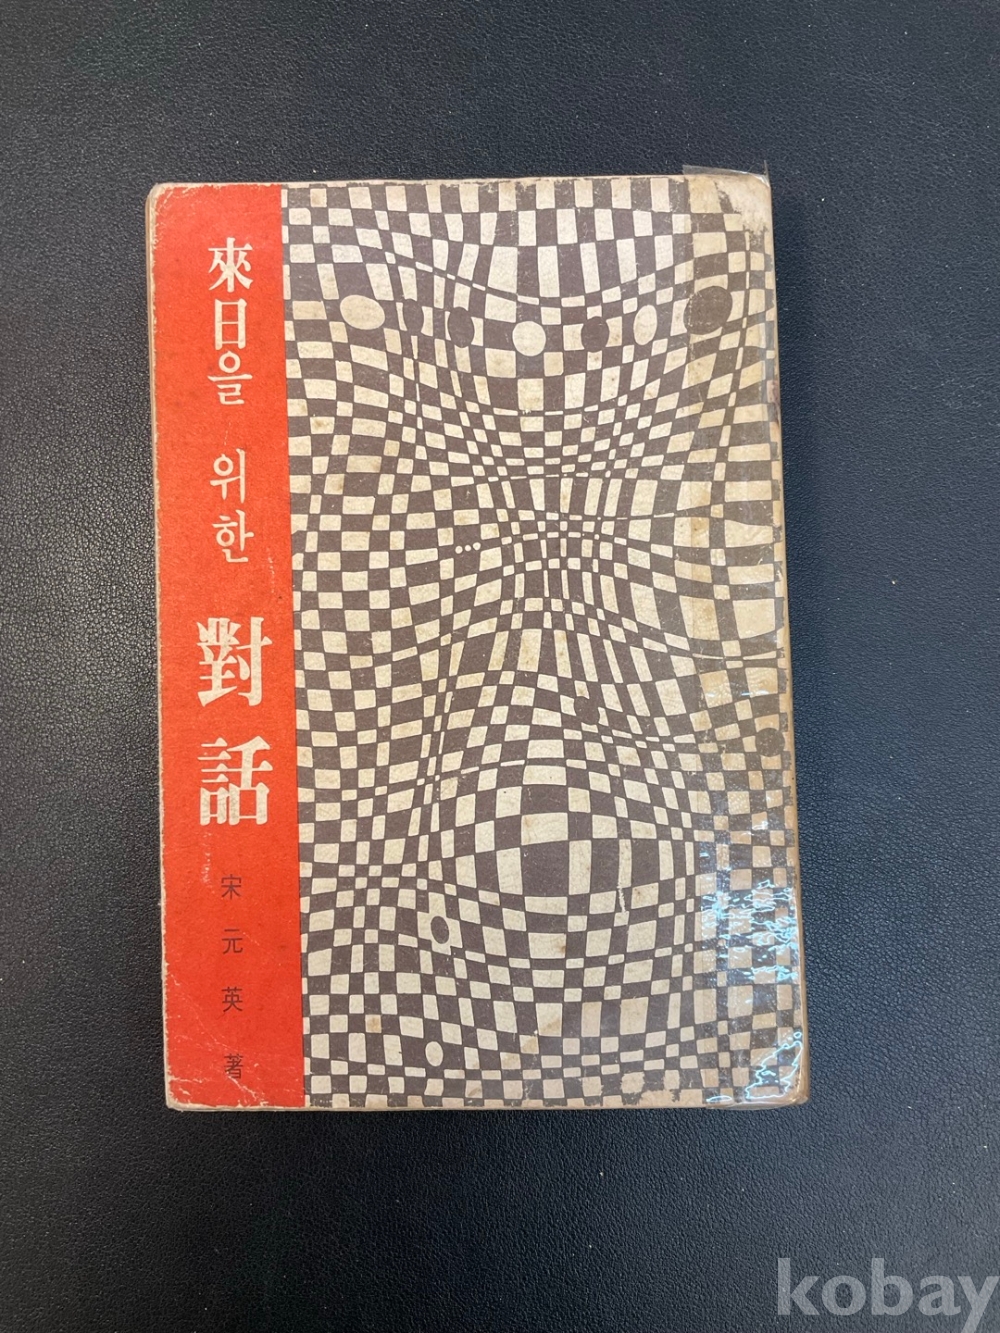 來日을 위한 對話
宋元英 著
kobay